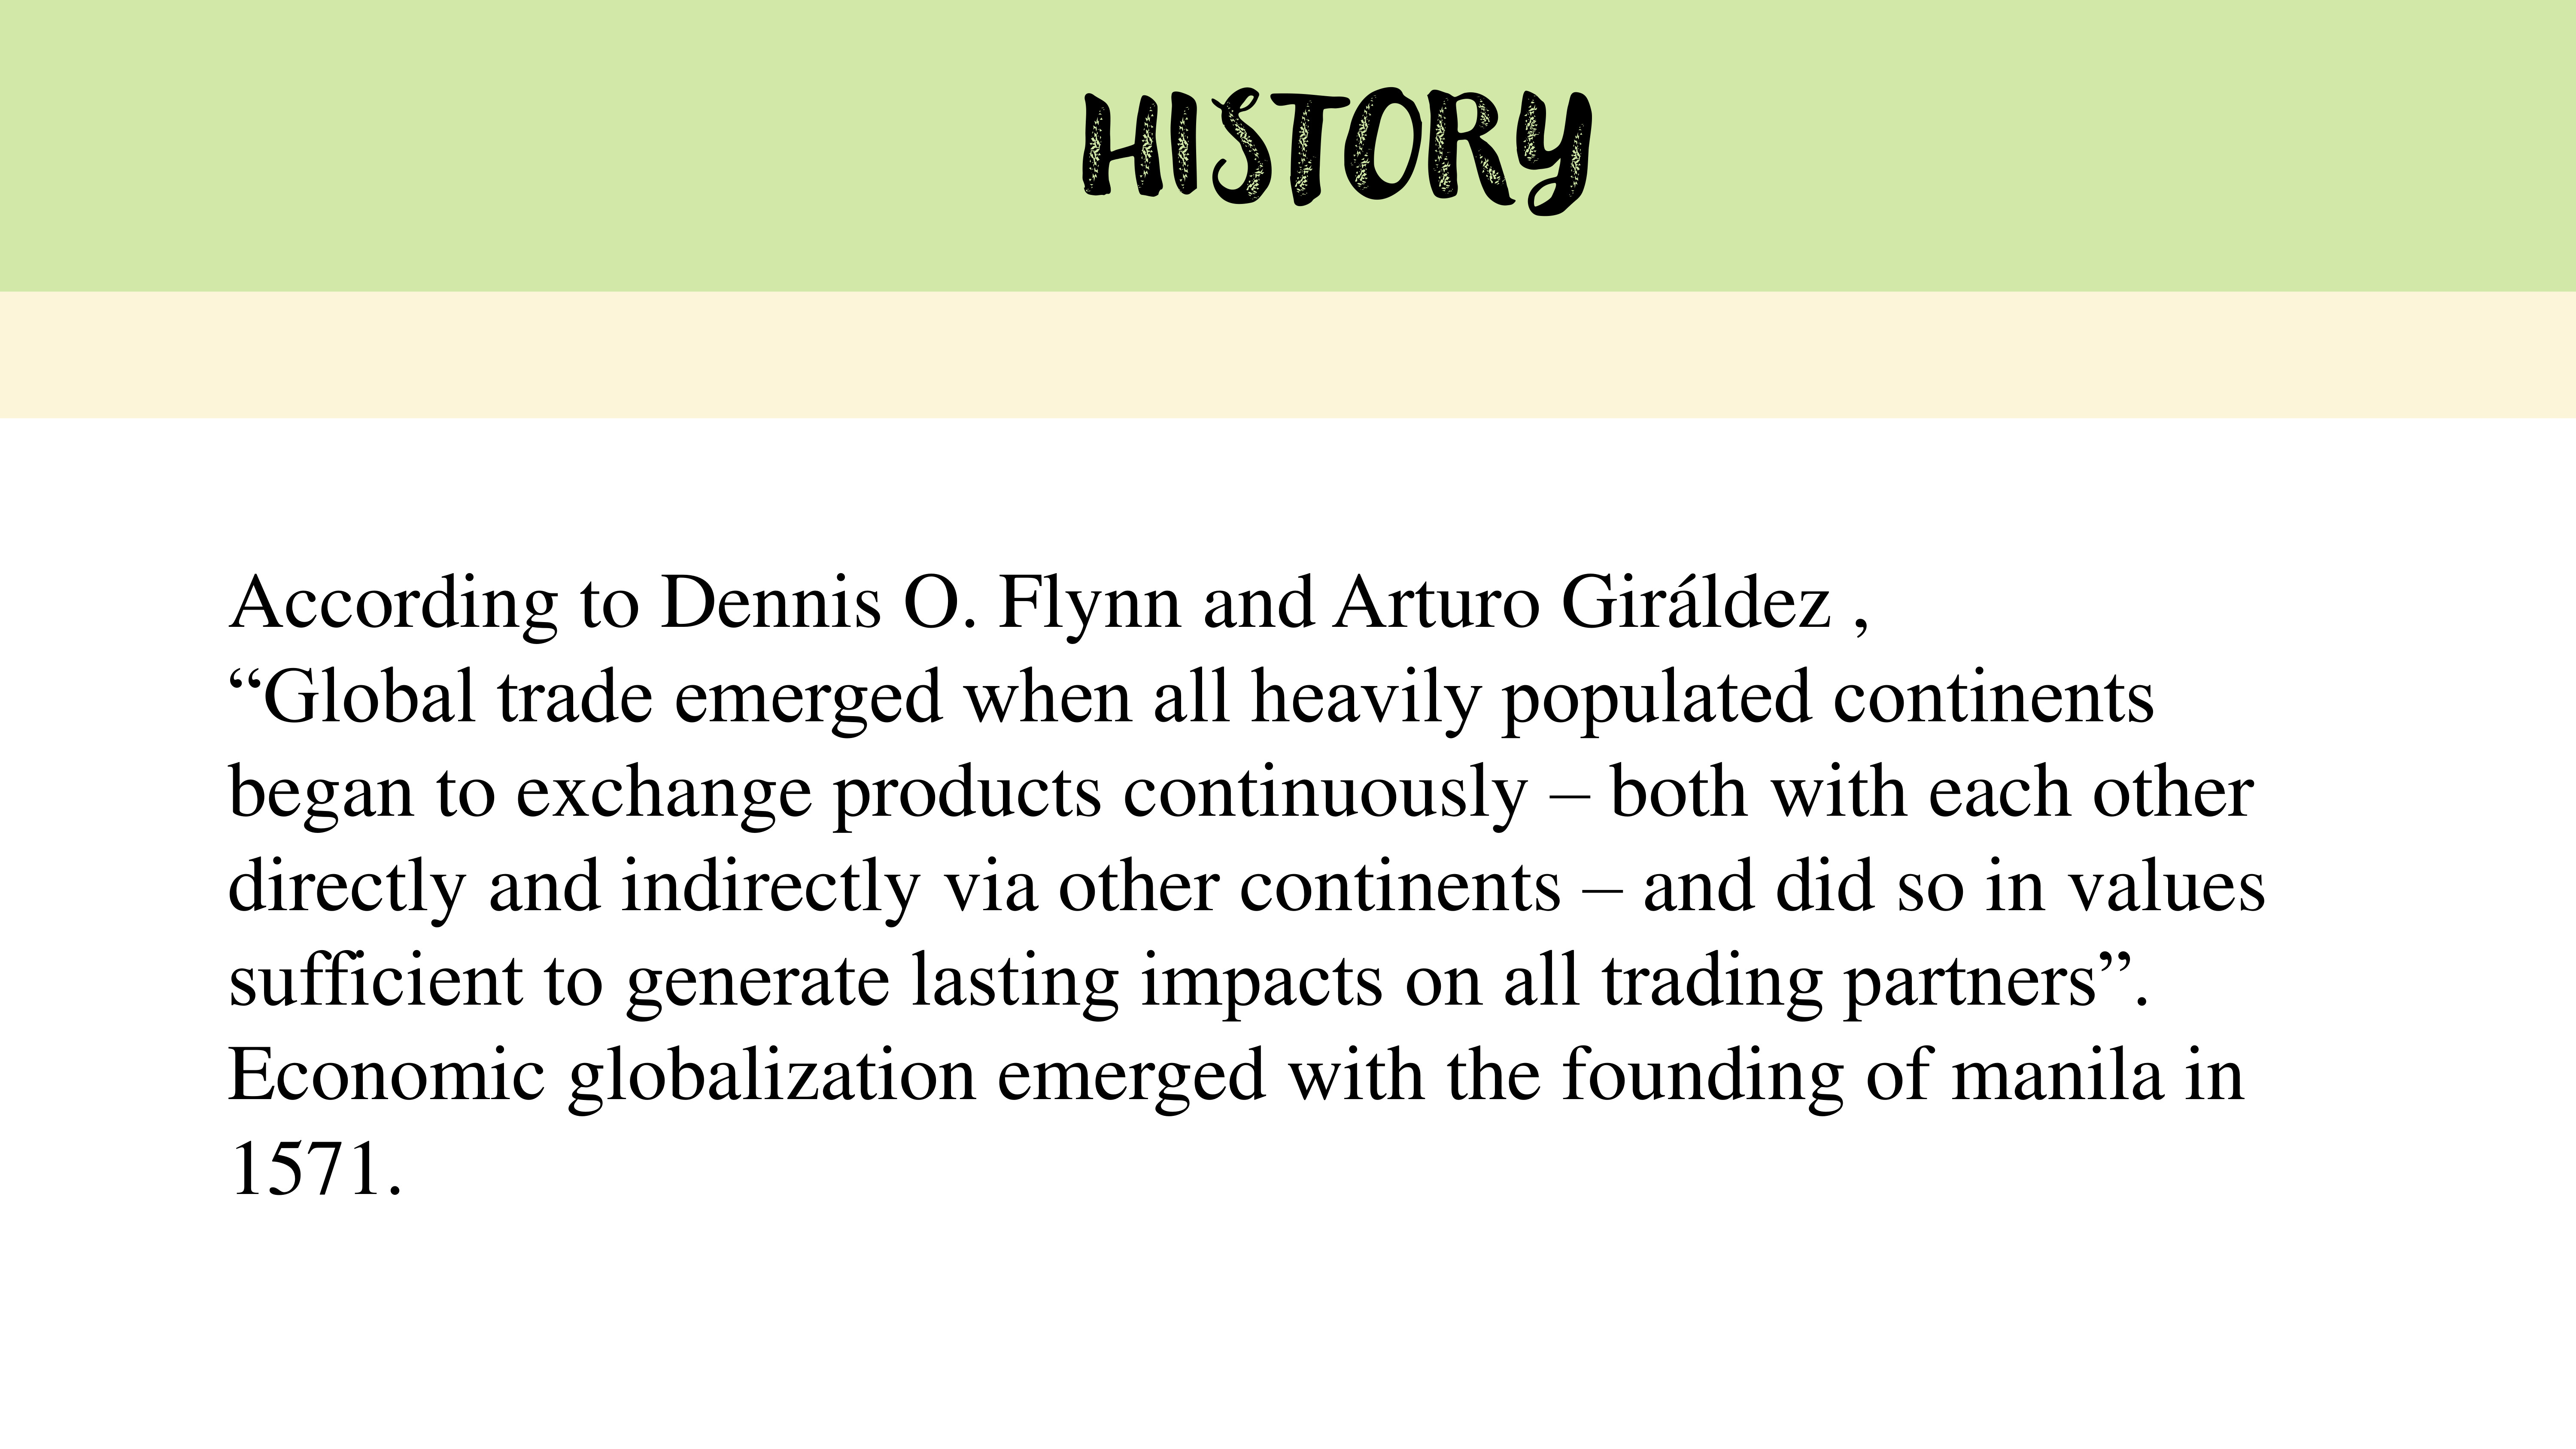 HISTORY
According to Dennis O. Flynn and Arturo Giráldez ,
“Global trade emerged when all heavily populated continents
began to exchange products continuously – both with each other
directly and indirectly via other continents – and did so in values
sufficient to generate lasting impacts on all trading partners”.
Economic globalization emerged with the founding of manila in
1571.